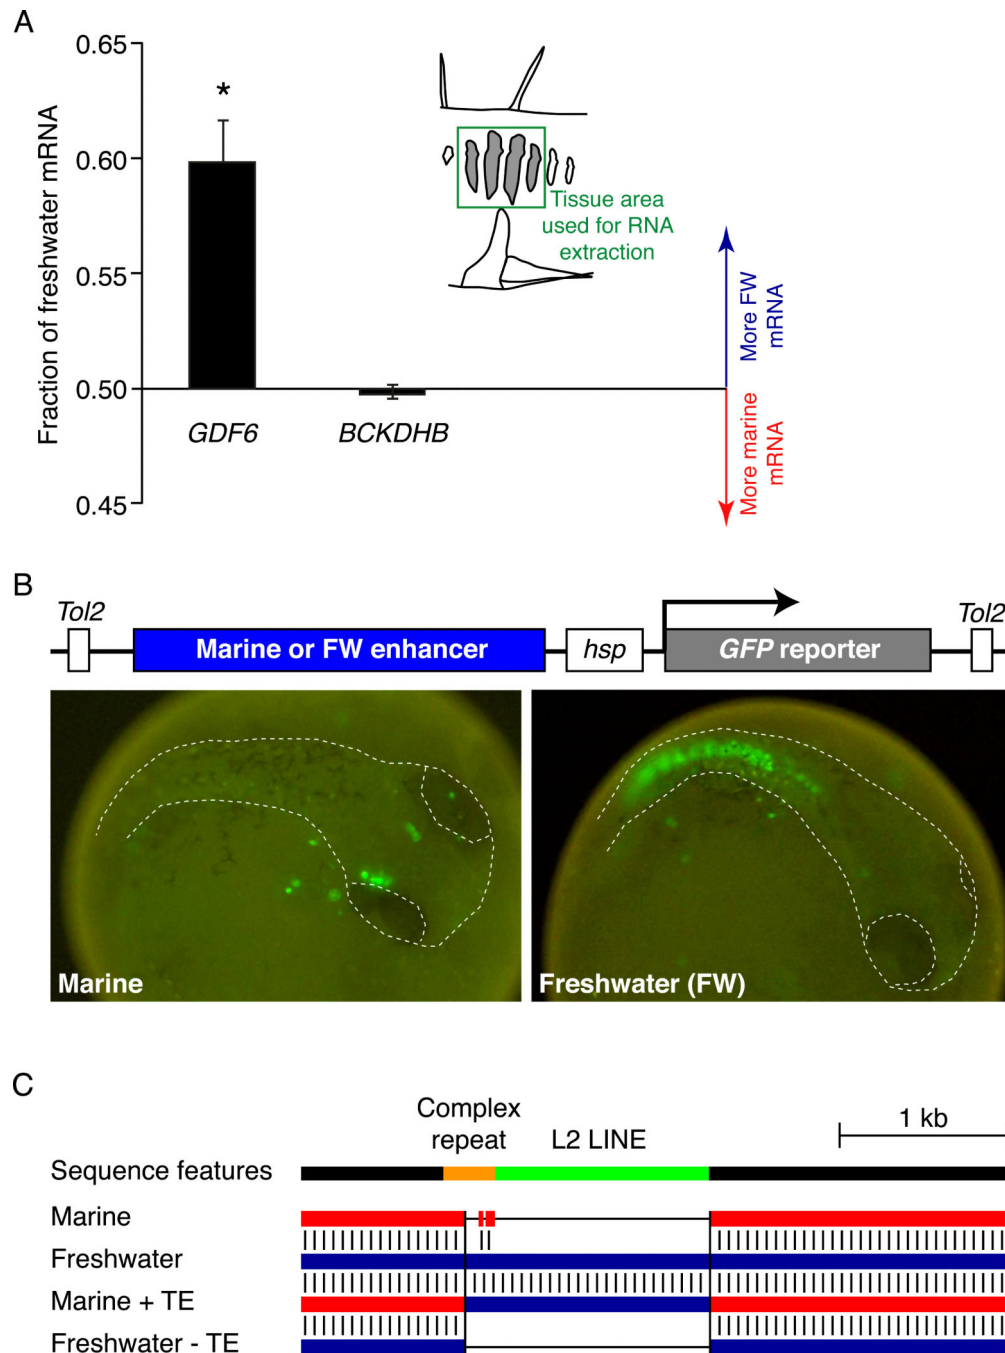 A
0.65
0.60
0.55
0.50
0.45
Fraction of freshwater mRNA
*
GDF6
BCKDHB
Tissue area
used for RNA
extraction
More FW
mRNA
More marine
mRNA
B
Tol2
Marine or FW enhancer
hsp
GFP reporter
Tol2
Marine
Freshwater (FW)
C
Complex
repeat
L2 LINE
1 kb
Sequence features
Marine
Freshwater
Marine + TE
Freshwater - TE